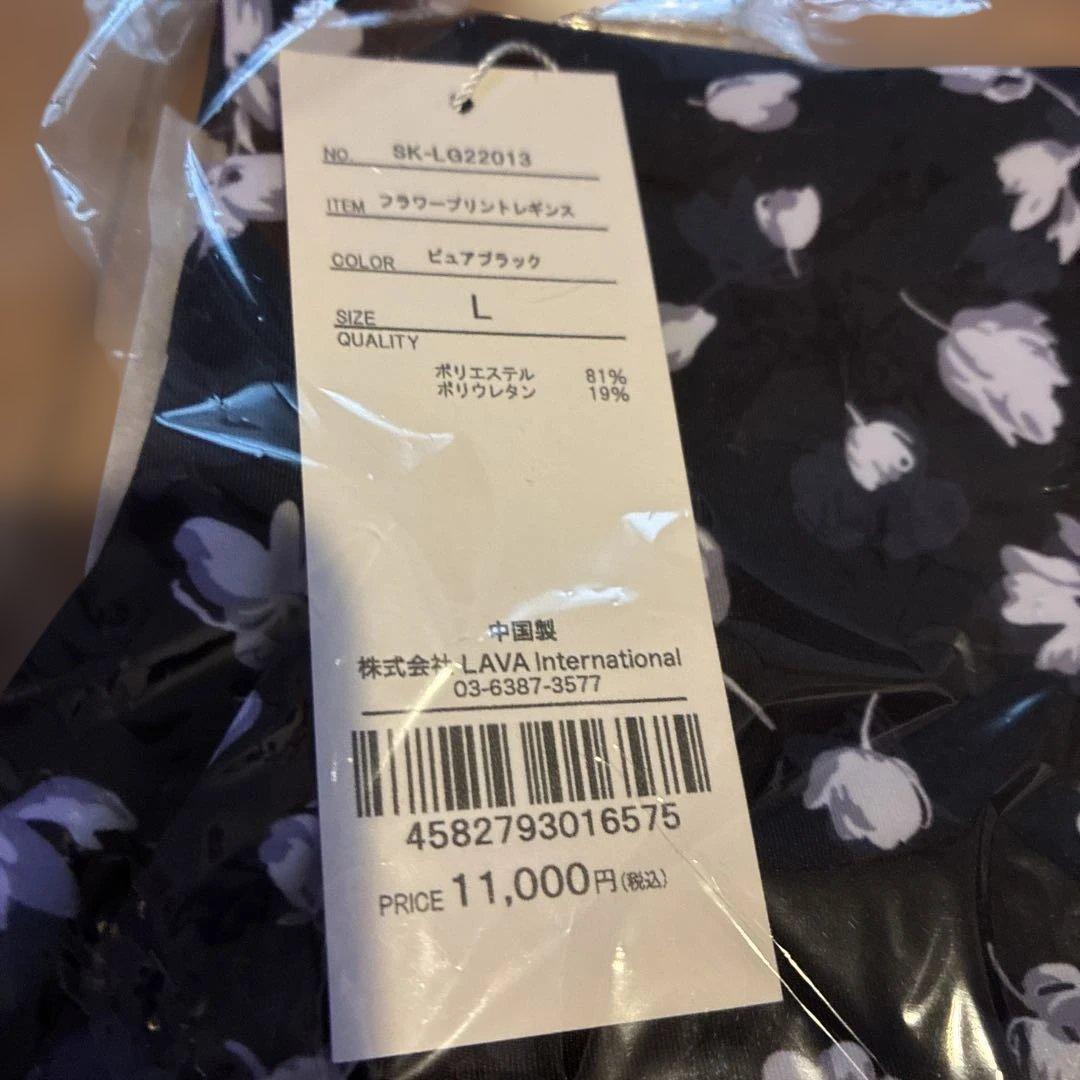 NO. SK-LG22013
ITEM フラワープリントレギンス
COLOR ピュアブラック
SIZE L
QUALITY
ポリエステル 81%
ポリウレタン 19%
中国製
株式会社 LAVA International
03-6387-3577
4582793016575
PRICE 11,000円(税込)